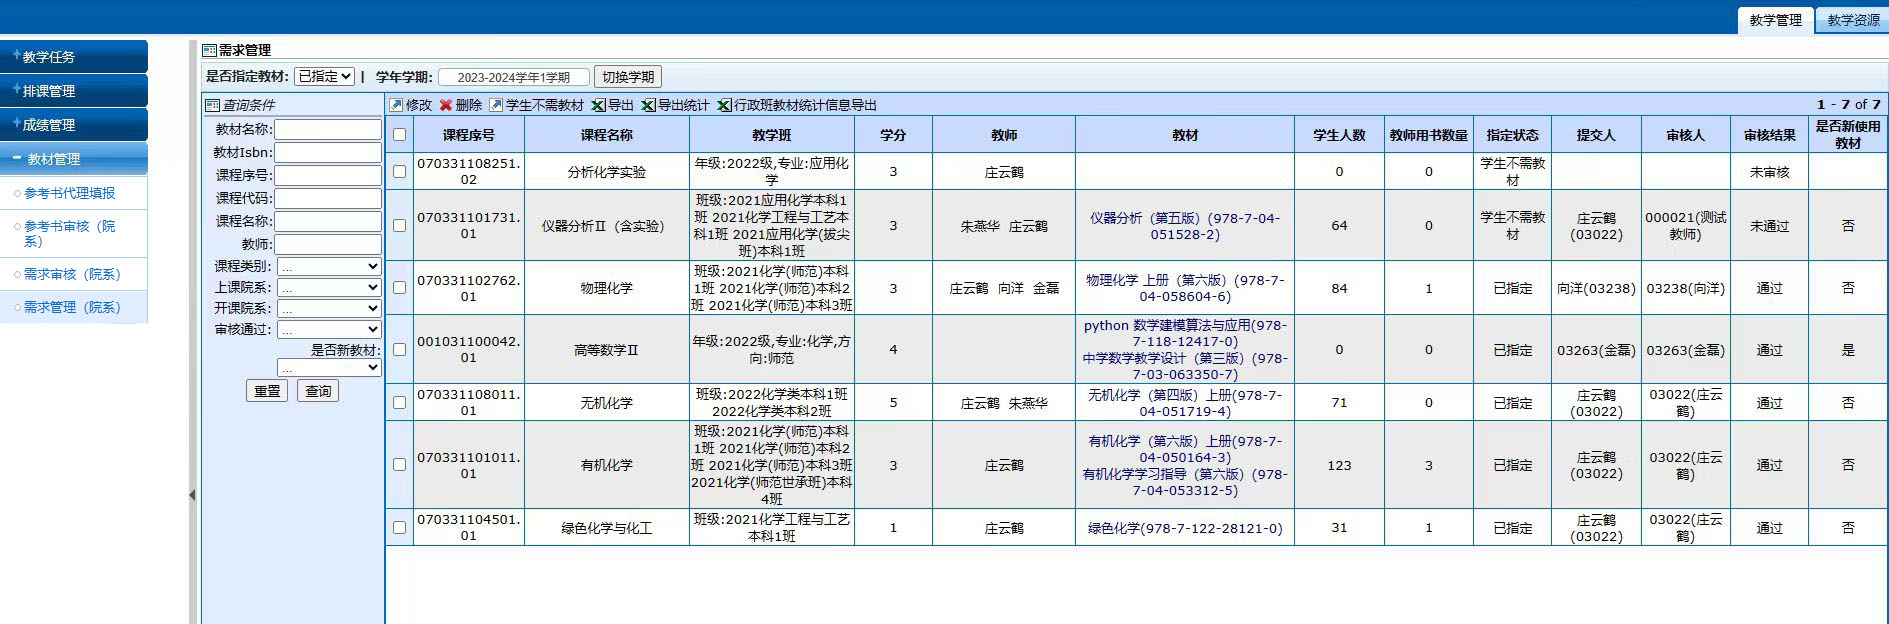 教学管理 教学资源
教学任务
排课管理
成绩管理
教材管理
参考书代理填报
参考书审核（院
系）
需求审核（院系）
需求管理（院系）
需求管理
是否指定教材: 已指定 | 学年学期: 2023-2024学年1学期 切换学期
查询条件
教材名称:
教材Isbn:
课程序号:
课程代码:
课程名称:
教师:
课程类别: ...
上课院系: ...
开课院系: ...
审核通过: ...
是否新教材:
...
重置 查询
修改 删除 学生不需教材 导出 导出统计 行政班教材统计信息导出 1 - 7 of 7
课程序号 课程名称 教学班 学分 教师 教材 学生人数 教师用书数量 指定状态 提交人 审核人 审核结果 是否新使用
教材
070331108251.
02
分析化学实验
年级:2022级,专业:应用化
学
3
庄云鹤
0
0
学生不需教
材
未审核
070331101731.
01
仪器分析Ⅱ（含实验）
班级:2021应用化学本科1
班 2021化学工程与工艺本
科1班 2021应用化学(拔尖
班)本科1班
3
朱燕华 庄云鹤
仪器分析（第五版）(978-7-04-
051528-2)
64
0
学生不需教
材
庄云鹤
(03022)
000021(测试
教师)
未通过
否
070331102762.
01
物理化学
班级:2021化学(师范)本科
1班 2021化学(师范)本科2
班 2021化学(师范)本科3班
3
庄云鹤 向洋 金磊
物理化学 上册（第六版）(978-7-
04-058604-6)
84
1
已指定
向洋(03238)
03238(向洋)
通过
否
001031100042.
01
高等数学Ⅱ
年级:2022级,专业:化学,方
向:师范
4
python 数学建模算法与应用(978-
7-118-12417-0)
中学数学教学设计（第三版）(978-
7-03-063350-7)
0
0
已指定
03263(金磊)
03263(金磊)
通过
是
070331108011.
01
无机化学
班级:2022化学类本科1班
2022化学类本科2班
5
庄云鹤 朱燕华
无机化学（第四版）上册(978-7-
04-051719-4)
71
0
已指定
庄云鹤
(03022)
03022(庄云
鹤)
通过
否
070331101011.
01
有机化学
班级:2021化学(师范)本科
1班 2021化学(师范)本科2
班 2021化学(师范)本科3班
2021化学(师范世承班)本科
4班
3
庄云鹤
有机化学（第六版）上册(978-7-
04-050164-3)
有机化学学习指导（第六版）(978-
7-04-053312-5)
123
3
已指定
庄云鹤
(03022)
03022(庄云
鹤)
通过
否
070331104501.
01
绿色化学与化工
班级:2021化学工程与工艺
本科1班
1
庄云鹤
绿色化学(978-7-122-28121-0)
31
1
已指定
庄云鹤
(03022)
03022(庄云
鹤)
通过
否